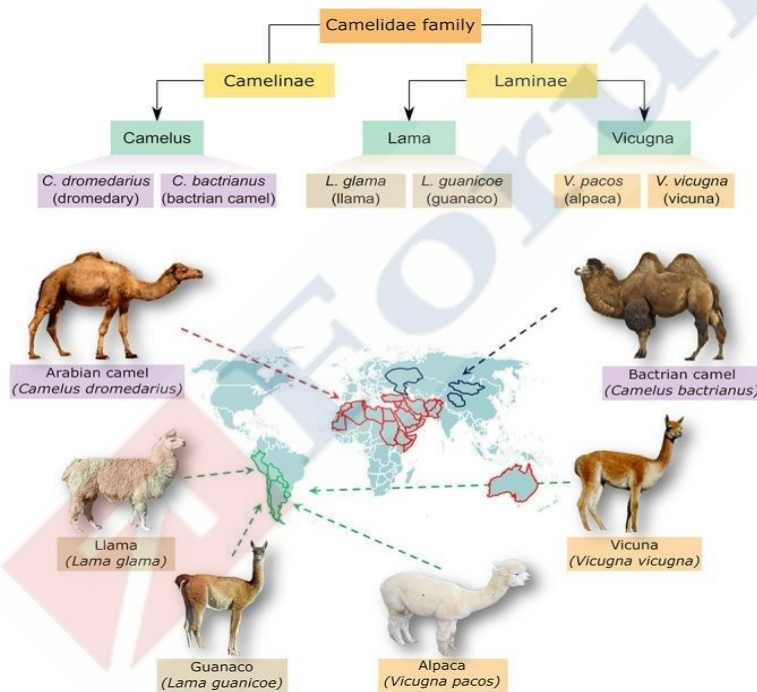 Camelidae family
Camelinae
Laminae
Camelus
Lama
Vicugna
C. dromedarius
(dromedary)
C. bactrianus
(bactrian camel)
L. glama
(llama)
L. guanicoe
(guanaco)
V. pacos
(alpaca)
V. vicugna
(vicuna)
Arabian camel
(Camelus dromedarius)
Bactrian camel
(Camelus bactrianus)
Llama
(Lama glama)
Vicuna
(Vicugna vicugna)
Guanaco
(Lama guanicoe)
Alpaca
(Vicugna pacos)
Foru